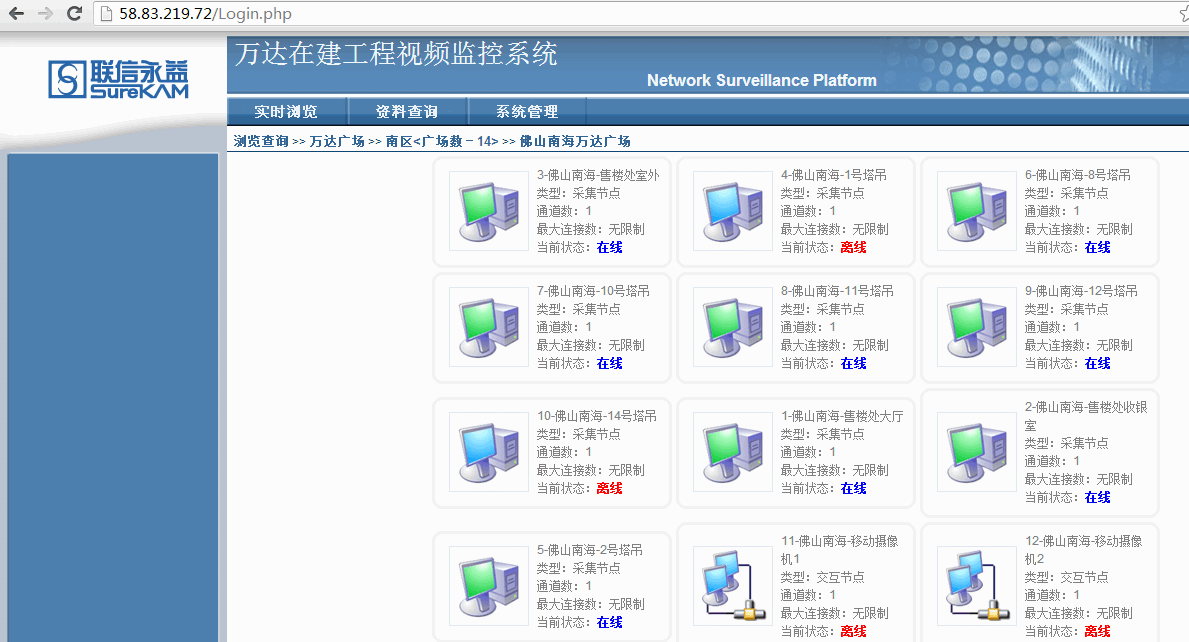 58.83.219.72/Login.php
联信永益
SureKAM
万达在建工程视频监控系统
Network Surveillance Platform
实时浏览 资料查询 系统管理
浏览查询 >> 万达广场 >> 南区<广场数－14> >> 佛山南海万达广场
3-佛山南海-售楼处室外
类型：采集节点
通道数：1
最大连接数：无限制
当前状态：在线
4-佛山南海-1号塔吊
类型：采集节点
通道数：1
最大连接数：无限制
当前状态：离线
6-佛山南海-8号塔吊
类型：采集节点
通道数：1
最大连接数：无限制
当前状态：在线
7-佛山南海-10号塔吊
类型：采集节点
通道数：1
最大连接数：无限制
当前状态：在线
8-佛山南海-11号塔吊
类型：采集节点
通道数：1
最大连接数：无限制
当前状态：在线
9-佛山南海-12号塔吊
类型：采集节点
通道数：1
最大连接数：无限制
当前状态：在线
10-佛山南海-14号塔吊
类型：采集节点
通道数：1
最大连接数：无限制
当前状态：离线
1-佛山南海-售楼处大厅
类型：采集节点
通道数：1
最大连接数：无限制
当前状态：在线
2-佛山南海-售楼处收银
室
类型：采集节点
通道数：1
最大连接数：无限制
当前状态：在线
5-佛山南海-2号塔吊
类型：采集节点
通道数：1
最大连接数：无限制
当前状态：在线
11-佛山南海-移动摄像
机1
类型：交互节点
通道数：1
最大连接数：无限制
当前状态：离线
12-佛山南海-移动摄像
机2
类型：交互节点
通道数：1
最大连接数：无限制
当前状态：离线